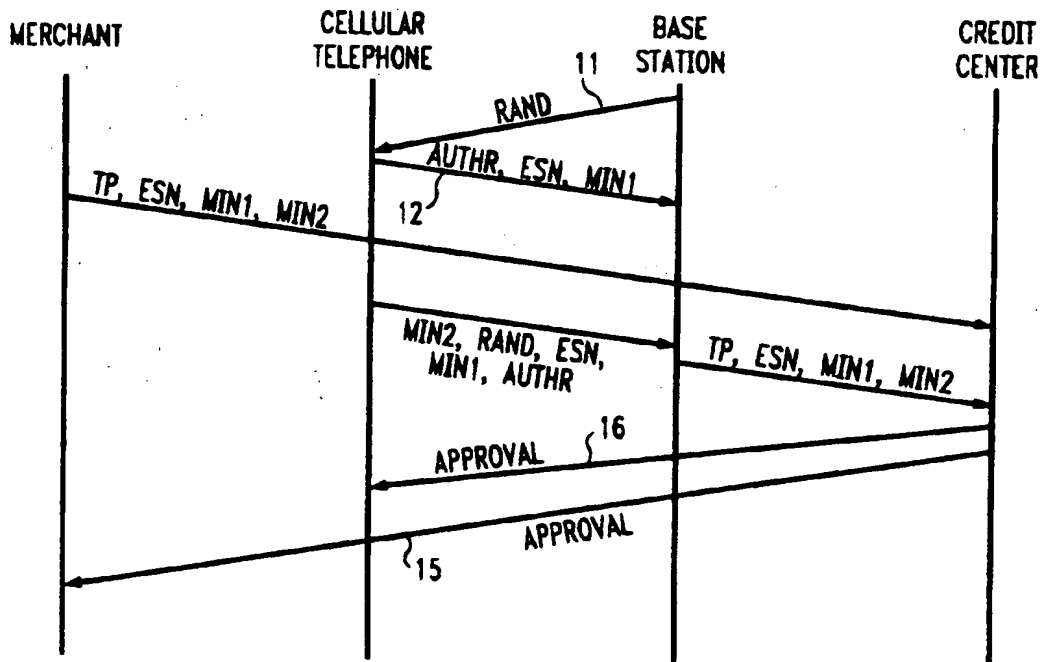 MERCHANT
CELLULAR
TELEPHONE
BASE
STATION
CREDIT
CENTER
11
RAND
AUTHR, ESN, MIN1
12
TP, ESN, MIN1, MIN2
MIN2, RAND, ESN,
MIN1, AUTHR
TP, ESN, MIN1, MIN2
16
APPROVAL
APPROVAL
15